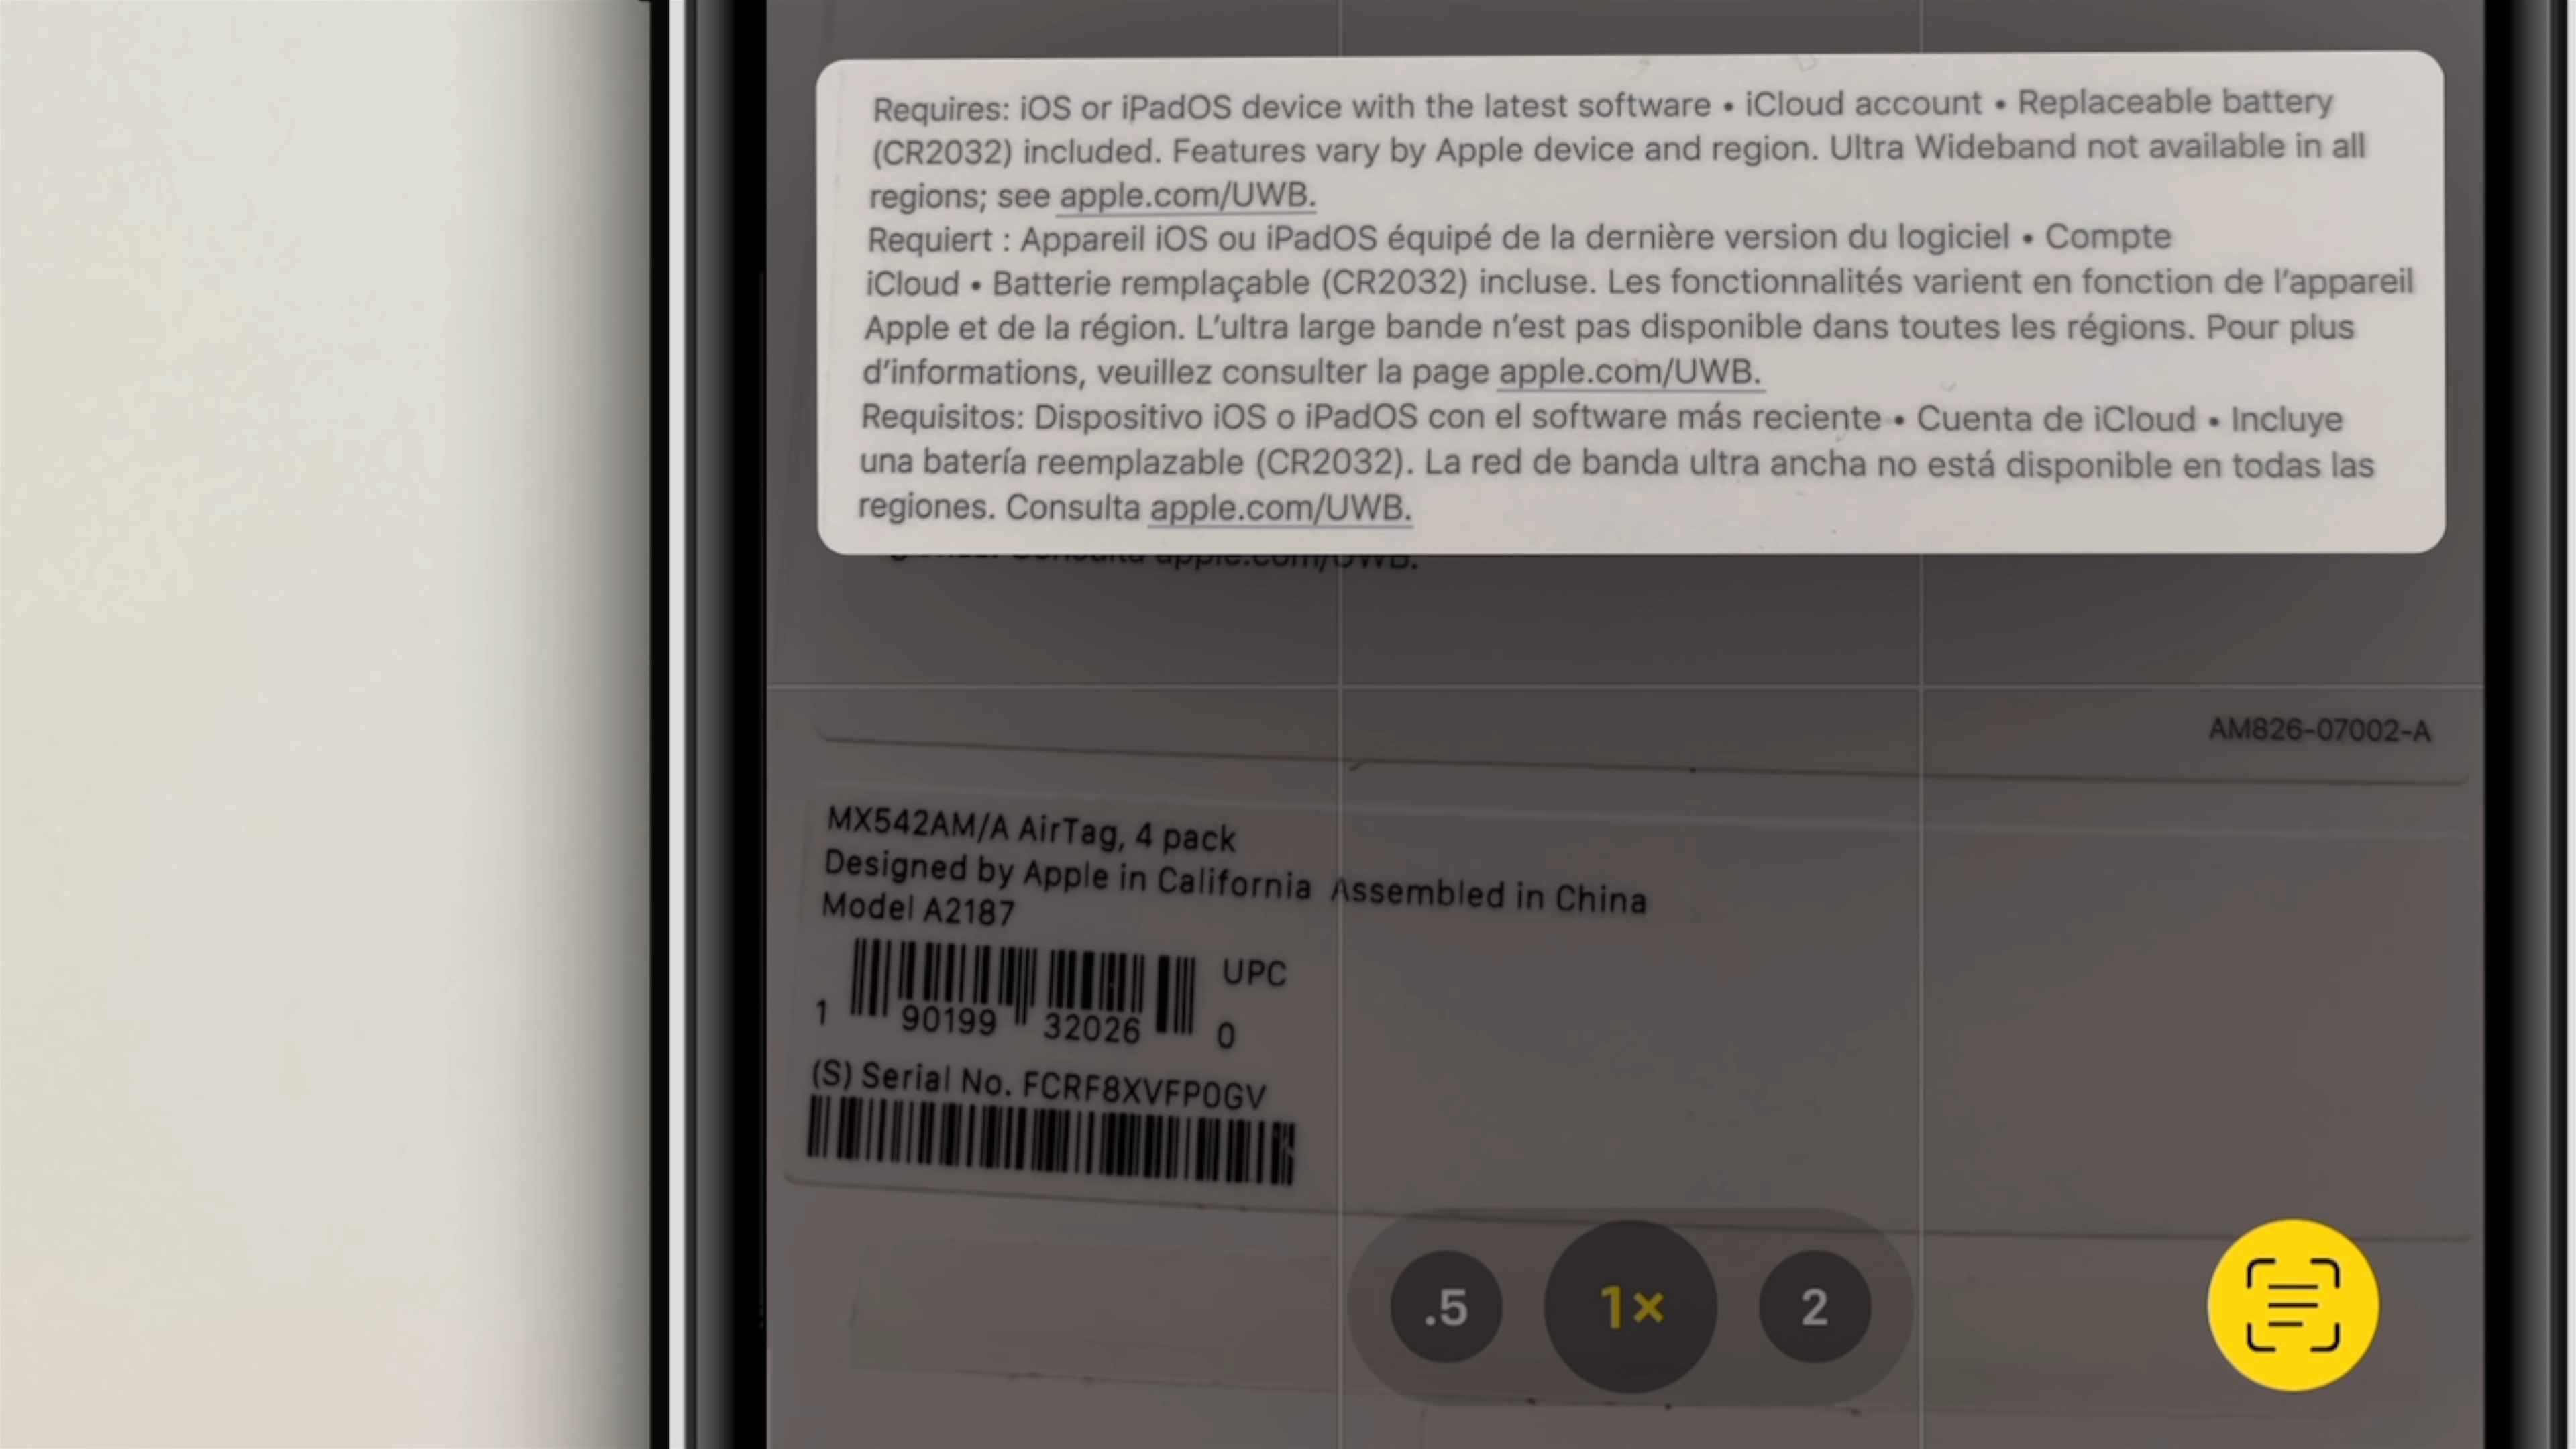 Requires: iOS or iPadOS device with the latest software • iCloud account • Replaceable battery
(CR2032) included. Features vary by Apple device and region. Ultra Wideband not available in all
regions; see apple.com/UWB.
Requiert : Appareil iOS ou iPadOS équipé de la dernière version du logiciel • Compte
iCloud • Batterie remplaçable (CR2032) incluse. Les fonctionnalités varient en fonction de l’appareil
Apple et de la région. L’ultra large bande n’est pas disponible dans toutes les régions. Pour plus
d’informations, veuillez consulter la page apple.com/UWB.
Requisitos: Dispositivo iOS o iPadOS con el software más reciente • Cuenta de iCloud • Incluye
una batería reemplazable (CR2032). La red de banda ultra ancha no está disponible en todas las
regiones. Consulta apple.com/UWB.
Consulta apple.com/UWB.
AM826-07002-A
MX542AM/A AirTag, 4 pack
Designed by Apple in California Assembled in China
Model A2187
UPC
1 90199 32026 0
(S) Serial No. FCRF8XVFP0GV
.5 1× 2